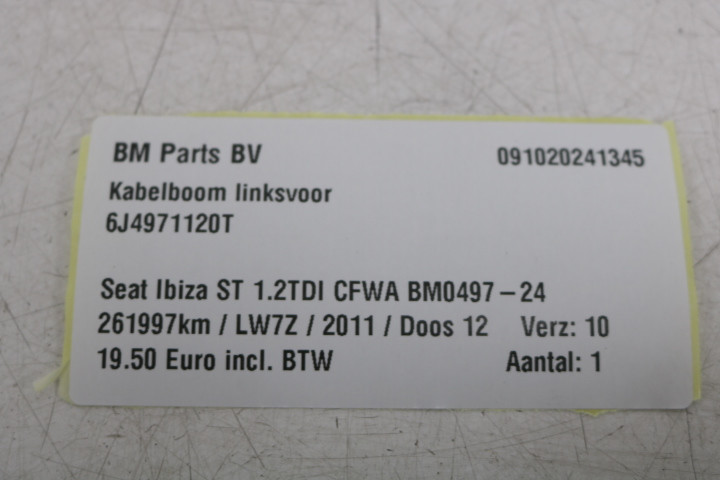 BM Parts BV 091020241345
Kabelboom linksvoor
6J4971120T
Seat Ibiza ST 1.2TDI CFWA BM0497-24
261997km / LW7Z / 2011 / Doos 12 Verz: 10
19.50 Euro incl. BTW Aantal: 1